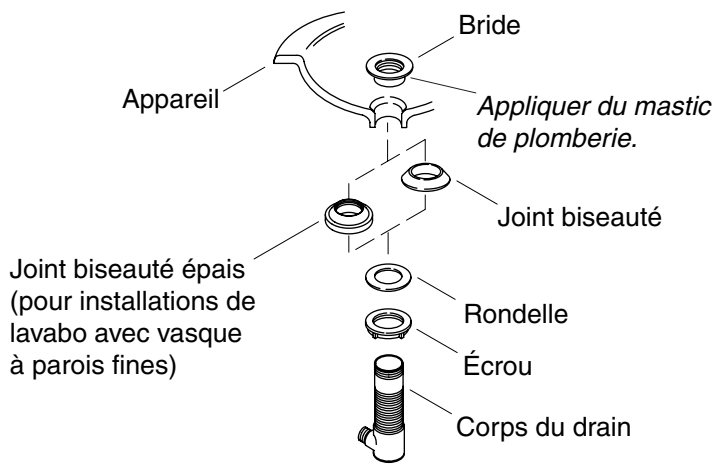 Bride
Appareil
Appliquer du mastic
de plomberie.
Joint biseauté
Joint biseauté épais
(pour installations de
lavabo avec vasque
à parois fines)
Rondelle
Écrou
Corps du drain